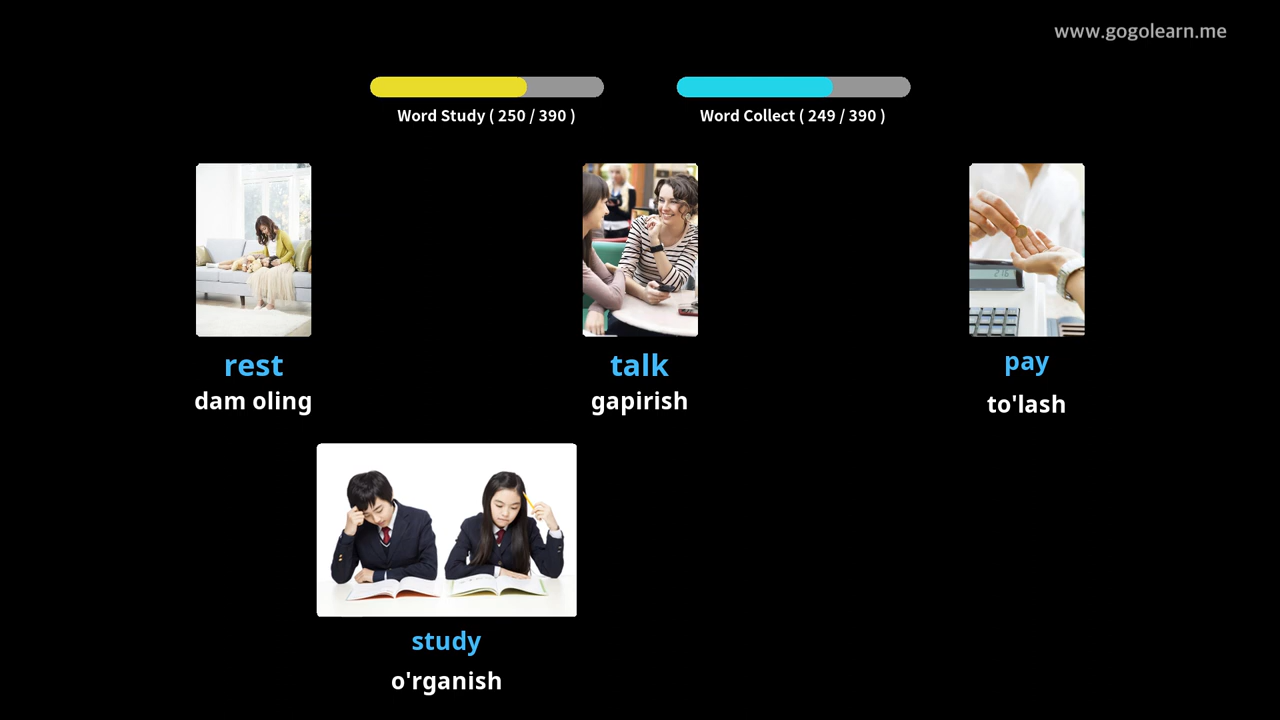 www.gogolearn.me
Word Study ( 250 / 390 )
Word Collect ( 249 / 390 )
rest
dam oling
talk
gapirish
pay
to'lash
study
o'rganish